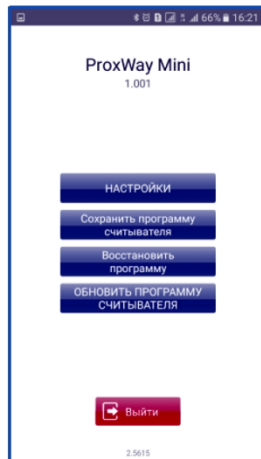 66% 16:21
ProxWay Mini
1.001
НАСТРОЙКИ
Сохранить программу
считывателя
Восстановить
программу
ОБНОВИТЬ ПРОГРАММУ
СЧИТЫВАТЕЛЯ
Выйти
2.5615